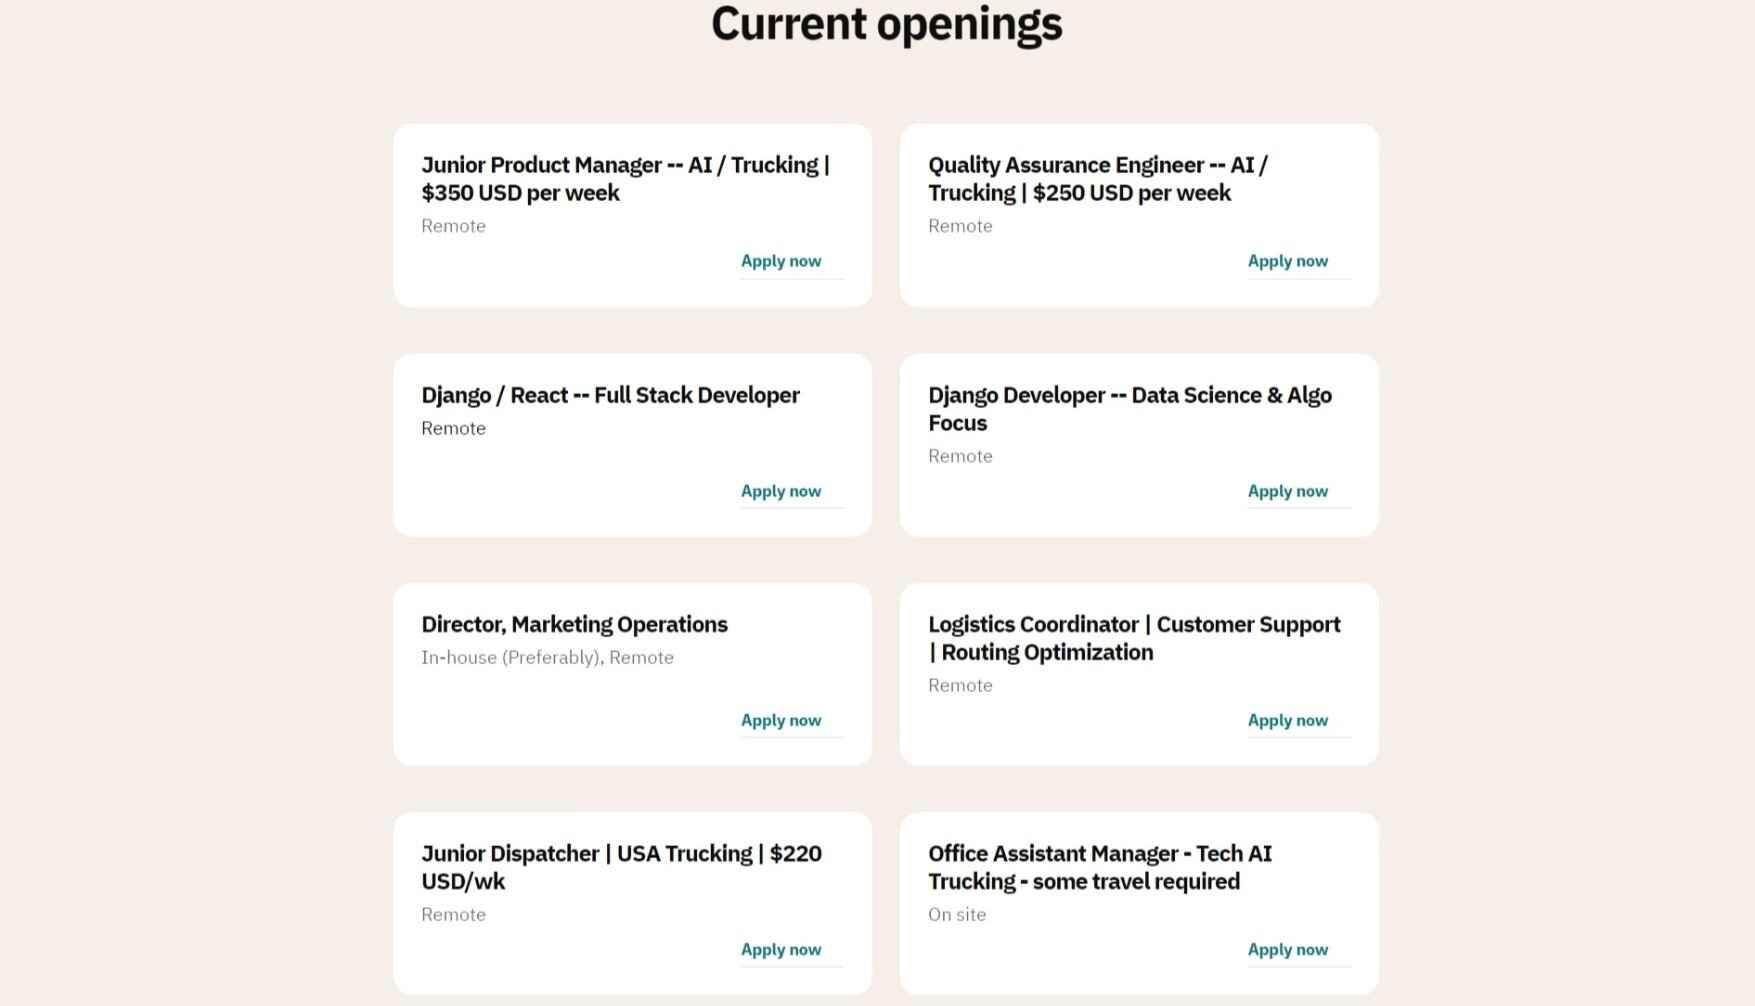 Current openings
Junior Product Manager -- AI / Trucking |
$350 USD per week
Remote
Apply now
Quality Assurance Engineer -- AI /
Trucking | $250 USD per week
Remote
Apply now
Django / React -- Full Stack Developer
Remote
Apply now
Django Developer -- Data Science & Algo
Focus
Remote
Apply now
Director, Marketing Operations
In-house (Preferably), Remote
Apply now
Logistics Coordinator | Customer Support
| Routing Optimization
Remote
Apply now
Junior Dispatcher | USA Trucking | $220
USD/wk
Remote
Apply now
Office Assistant Manager - Tech AI
Trucking - some travel required
On site
Apply now